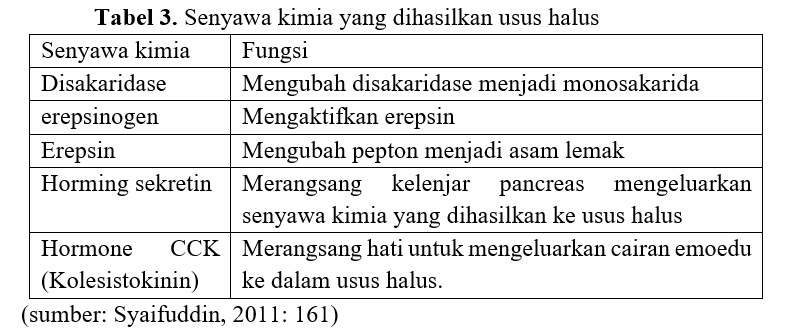 Tabel 3. Senyawa kimia yang dihasilkan usus halus
Senyawa kimia Fungsi
Disakaridase Mengubah disakaridase menjadi monosakarida
erepsinogen Mengaktifkan erepsin
Erepsin Mengubah pepton menjadi asam lemak
Horming sekretin Merangsang kelenjar pancreas mengeluarkan
senyawa kimia yang dihasilkan ke usus halus
Hormone CCK Merangsang hati untuk mengeluarkan cairan emoedu
(Kolesistokinin) ke dalam usus halus.
(sumber: Syaifuddin, 2011: 161)